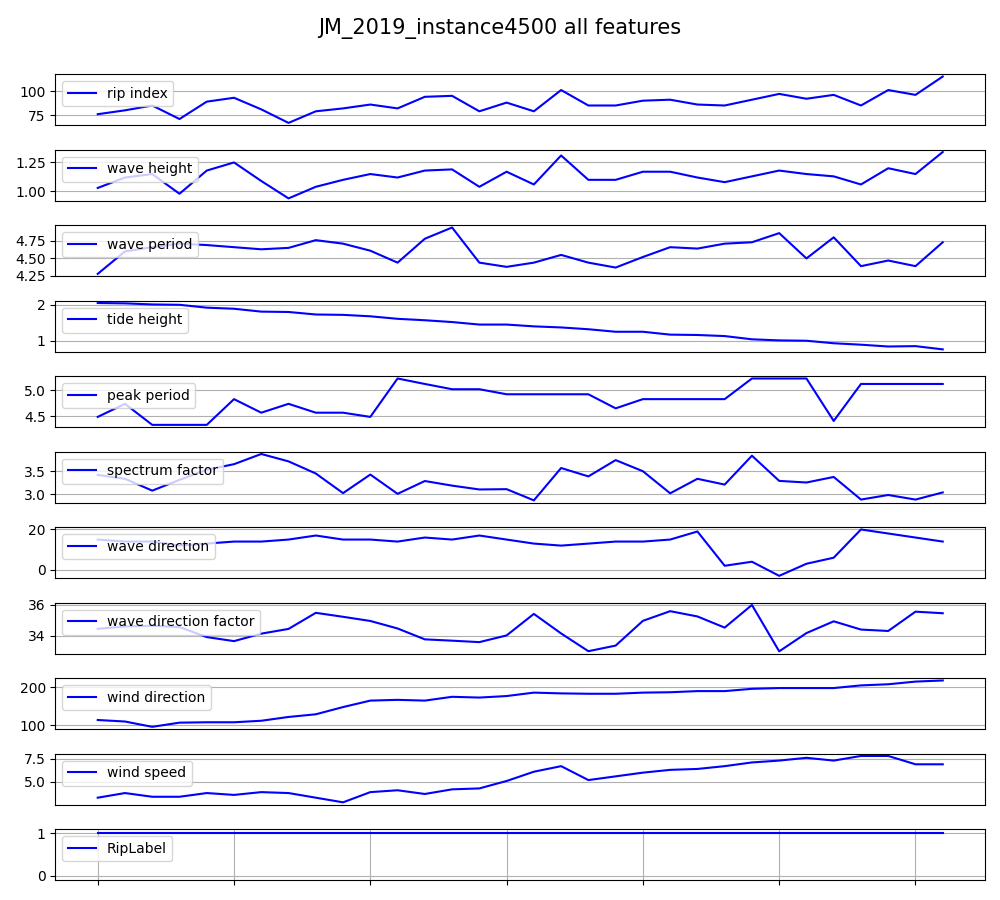 JM_2019_instance4500 all features
100
75
rip index
1.25
1.00
wave height
4.75
4.50
4.25
wave period
2
1
tide height
5.0
4.5
peak period
3.5
3.0
spectrum factor
20
0
wave direction
36
34
wave direction factor
200
100
wind direction
7.5
5.0
wind speed
1
0
RipLabel